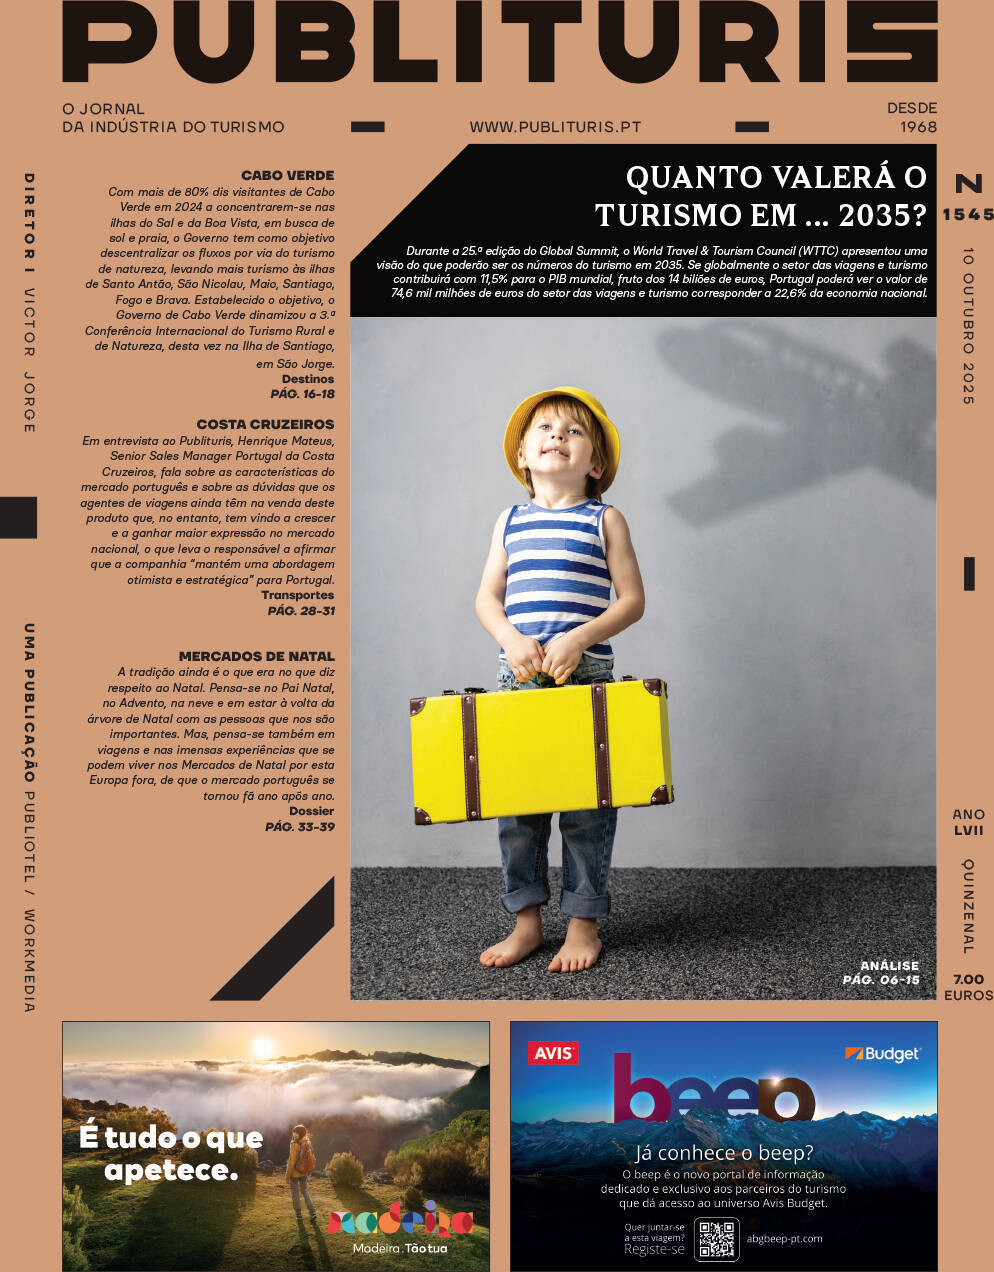 PUBLITURIS
O JORNAL
DA INDÚSTRIA DO TURISMO
WWW.PUBLITURIS.PT
DESDE
1968
DIRETOR I VICTOR JORGE
UMA PUBLICAÇÃO PUBLIOTEL / WORKMEDIA
CABO VERDE
Com mais de 80% dis visitantes de Cabo
Verde em 2024 a concentrarem-se nas
ilhas do Sal e da Boa Vista, em busca de
sol e praia, o Governo tem como objetivo
descentralizar os fluxos por via do turismo
de natureza, levando mais turismo às ilhas
de Santo Antão, São Nicolau, Maio, Santiago,
Fogo e Brava. Estabelecido o objetivo, o
Governo de Cabo Verde dinamizou a 3.ª
Conferência Internacional do Turismo Rural e
de Natureza, desta vez na Ilha de Santiago,
em São Jorge.
Destinos
PÁG. 16-18
COSTA CRUZEIROS
Em entrevista ao Publituris, Henrique Mateus,
Senior Sales Manager Portugal da Costa
Cruzeiros, fala sobre as características do
mercado português e sobre as dúvidas que os
agentes de viagens ainda têm na venda deste
produto que, no entanto, tem vindo a crescer
e a ganhar maior expressão no mercado
nacional, o que leva o responsável a afirmar
que a companhia “mantém uma abordagem
otimista e estratégica” para Portugal.
Transportes
PÁG. 28-31
MERCADOS DE NATAL
A tradição ainda é o que era no que diz
respeito ao Natal. Pensa-se no Pai Natal,
no Advento, na neve e em estar à volta da
árvore de Natal com as pessoas que nos são
importantes. Mas, pensa-se também em
viagens e nas imensas experiências que se
podem viver nos Mercados de Natal por esta
Europa fora, de que o mercado português se
tornou fã ano após ano.
Dossier
PÁG. 33-39
QUANTO VALERÁ O
TURISMO EM ... 2035?
Durante a 25.ª edição do Global Summit, o World Travel & Tourism Council (WTTC) apresentou uma
visão do que poderão ser os números do turismo em 2035. Se globalmente o setor das viagens e turismo
contribuirá com 11,5% para o PIB mundial, fruto dos 14 biliões de euros, Portugal poderá ver o valor de
74,6 mil milhões de euros do setor das viagens e turismo corresponder a 22,6% da economia nacional.
ANÁLISE
PÁG. 06-15
N
1545
10 OUTUBRO 2025
ANO
LVII
QUINZENAL
7.00
EUROS
É tudo o que
apetece.
madeira
Madeira. Tão tua
AVIS
Budget
beep
Já conhece o beep?
O beep é o novo portal de informação
dedicado e exclusivo aos parceiros do turismo
que dá acesso ao universo Avis Budget.
Quer juntar-se
a esta viagem?
Registe-se
abgbeep-pt.com